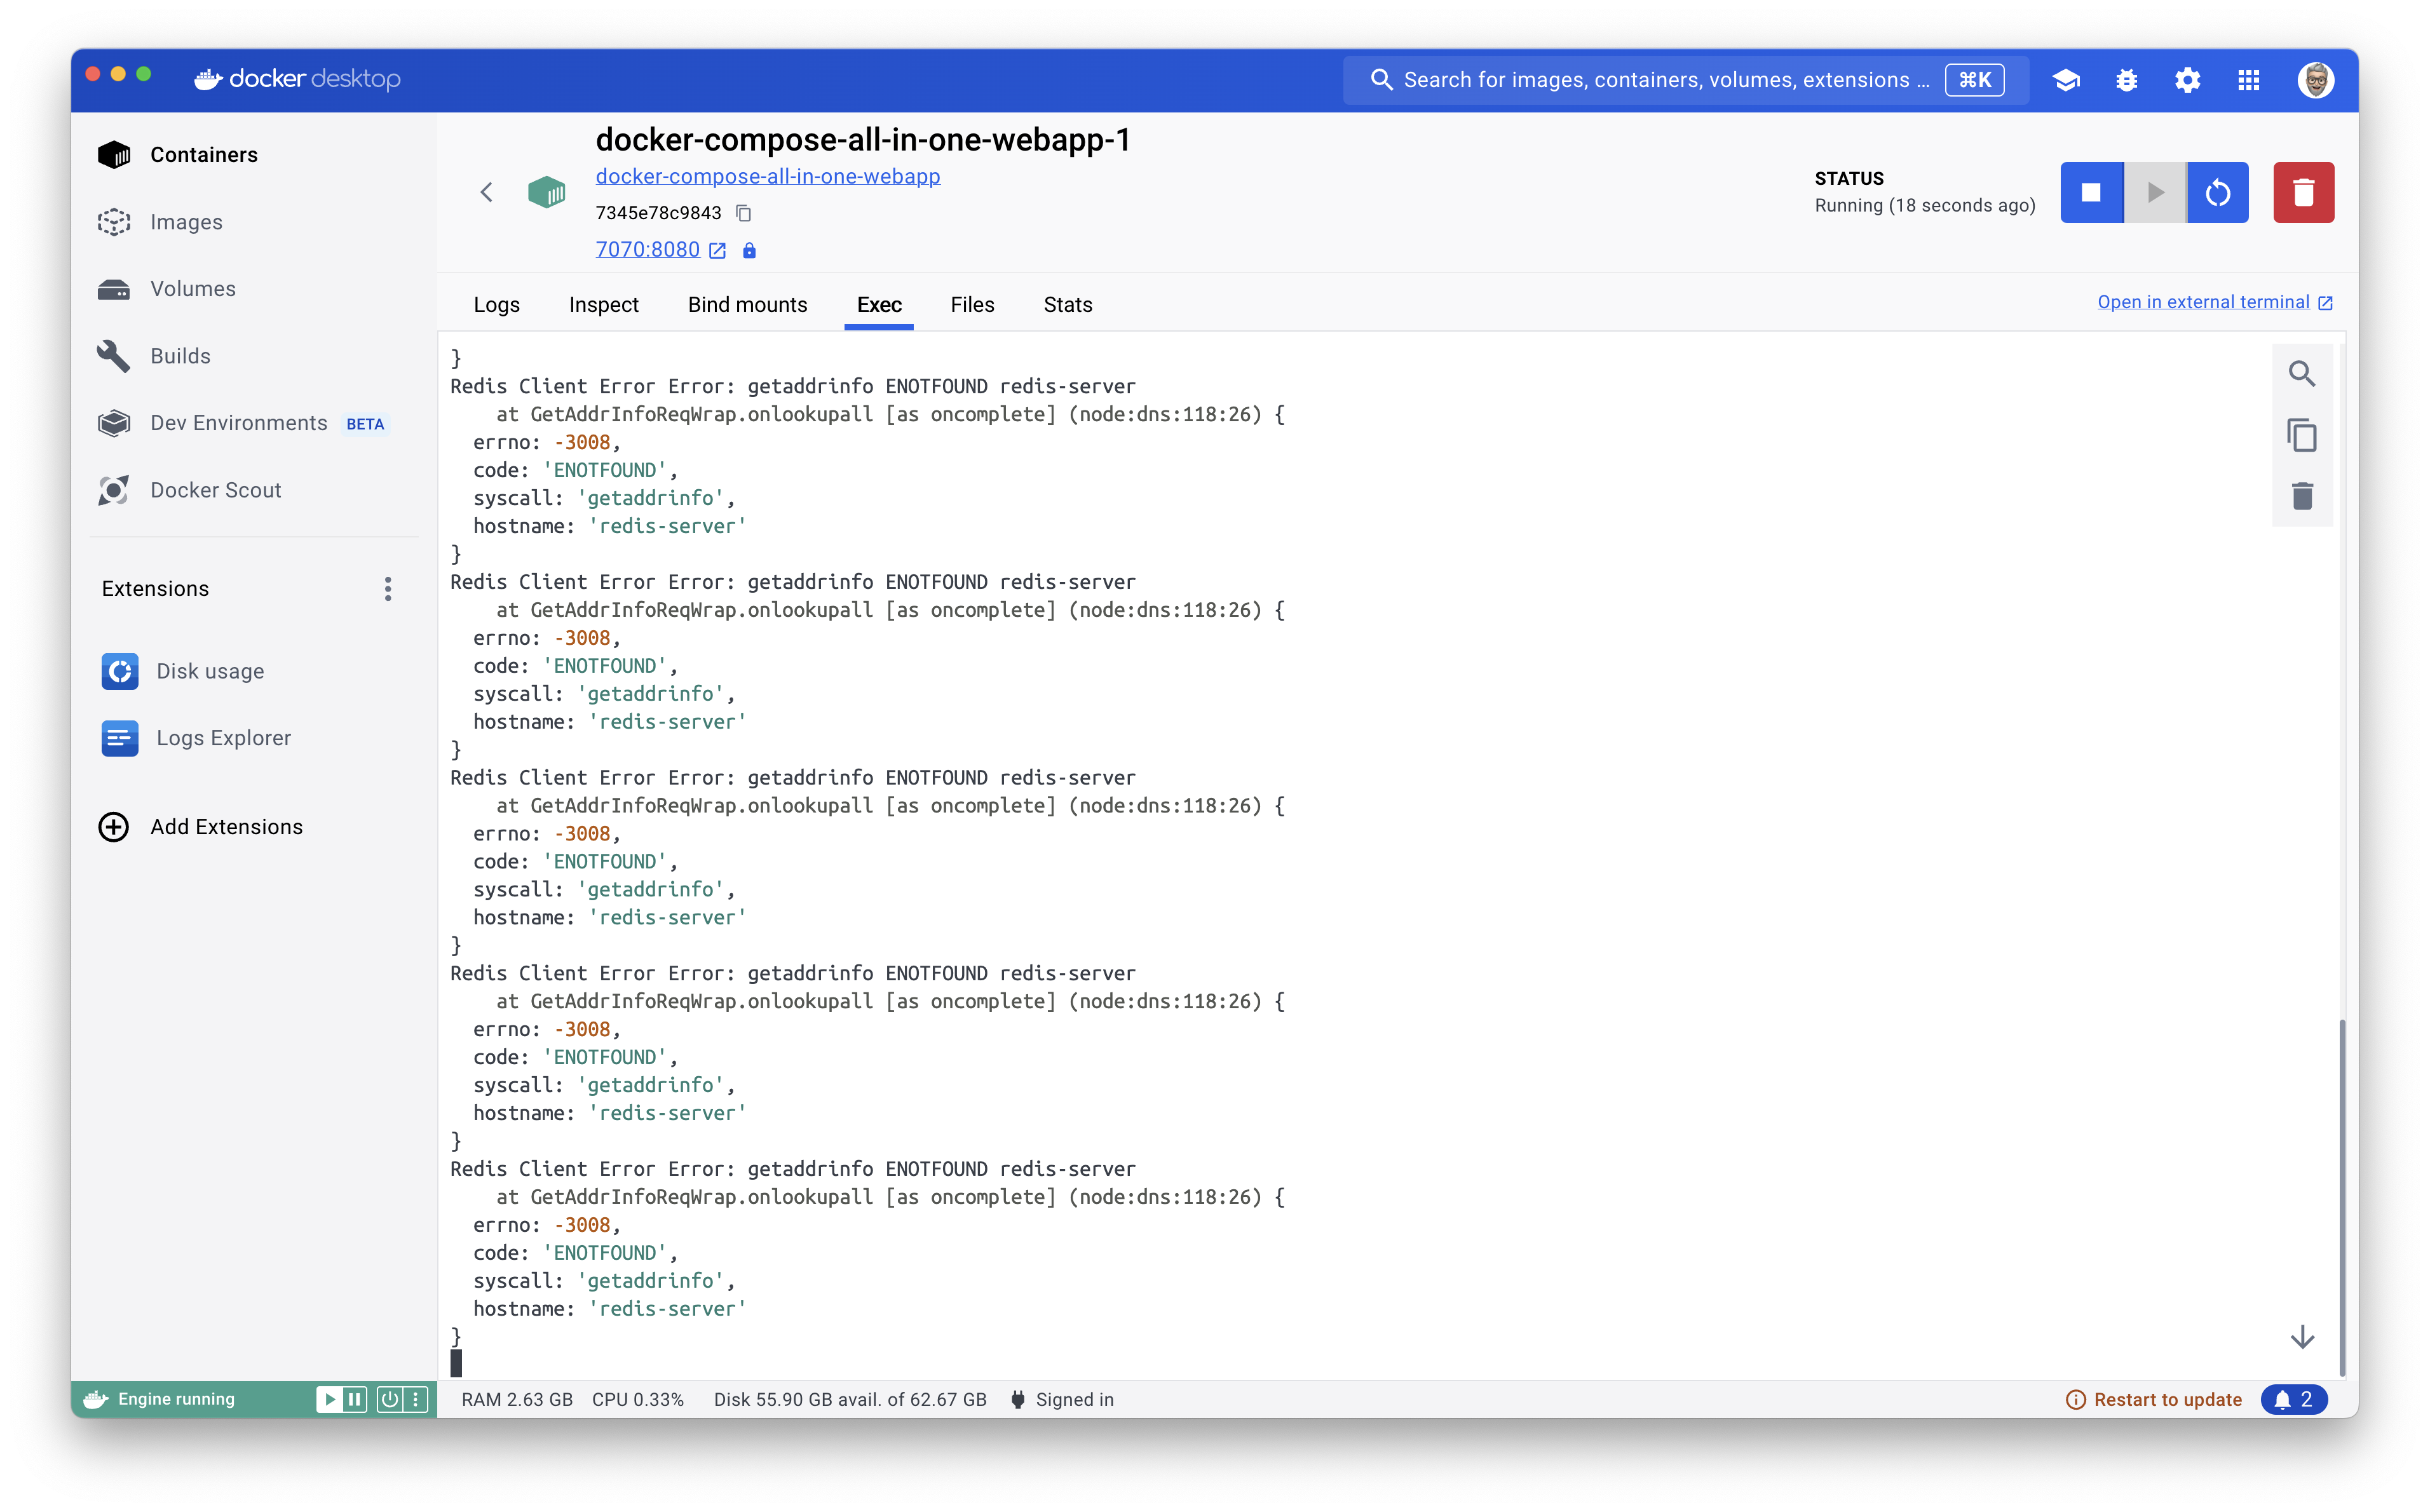 docker desktop
Search for images, containers, volumes, extensions ... ⌘K
Containers
Images
Volumes
Builds
Dev Environments BETA
Docker Scout
Extensions
Disk usage
Logs Explorer
Add Extensions
docker-compose-all-in-one-webapp-1
docker-compose-all-in-one-webapp
7345e78c9843
7070:8080
STATUS
Running (18 seconds ago)
Logs Inspect Bind mounts Exec Files Stats
Open in external terminal
}
Redis Client Error Error: getaddrinfo ENOTFOUND redis-server
    at GetAddrInfoReqWrap.onlookupall [as oncomplete] (node:dns:118:26) {
  errno: -3008,
  code: 'ENOTFOUND',
  syscall: 'getaddrinfo',
  hostname: 'redis-server'
}
Redis Client Error Error: getaddrinfo ENOTFOUND redis-server
    at GetAddrInfoReqWrap.onlookupall [as oncomplete] (node:dns:118:26) {
  errno: -3008,
  code: 'ENOTFOUND',
  syscall: 'getaddrinfo',
  hostname: 'redis-server'
}
Redis Client Error Error: getaddrinfo ENOTFOUND redis-server
    at GetAddrInfoReqWrap.onlookupall [as oncomplete] (node:dns:118:26) {
  errno: -3008,
  code: 'ENOTFOUND',
  syscall: 'getaddrinfo',
  hostname: 'redis-server'
}
Redis Client Error Error: getaddrinfo ENOTFOUND redis-server
    at GetAddrInfoReqWrap.onlookupall [as oncomplete] (node:dns:118:26) {
  errno: -3008,
  code: 'ENOTFOUND',
  syscall: 'getaddrinfo',
  hostname: 'redis-server'
}
Redis Client Error Error: getaddrinfo ENOTFOUND redis-server
    at GetAddrInfoReqWrap.onlookupall [as oncomplete] (node:dns:118:26) {
  errno: -3008,
  code: 'ENOTFOUND',
  syscall: 'getaddrinfo',
  hostname: 'redis-server'
}
Engine running
RAM 2.63 GB CPU 0.33% Disk 55.90 GB avail. of 62.67 GB Signed in
Restart to update 2